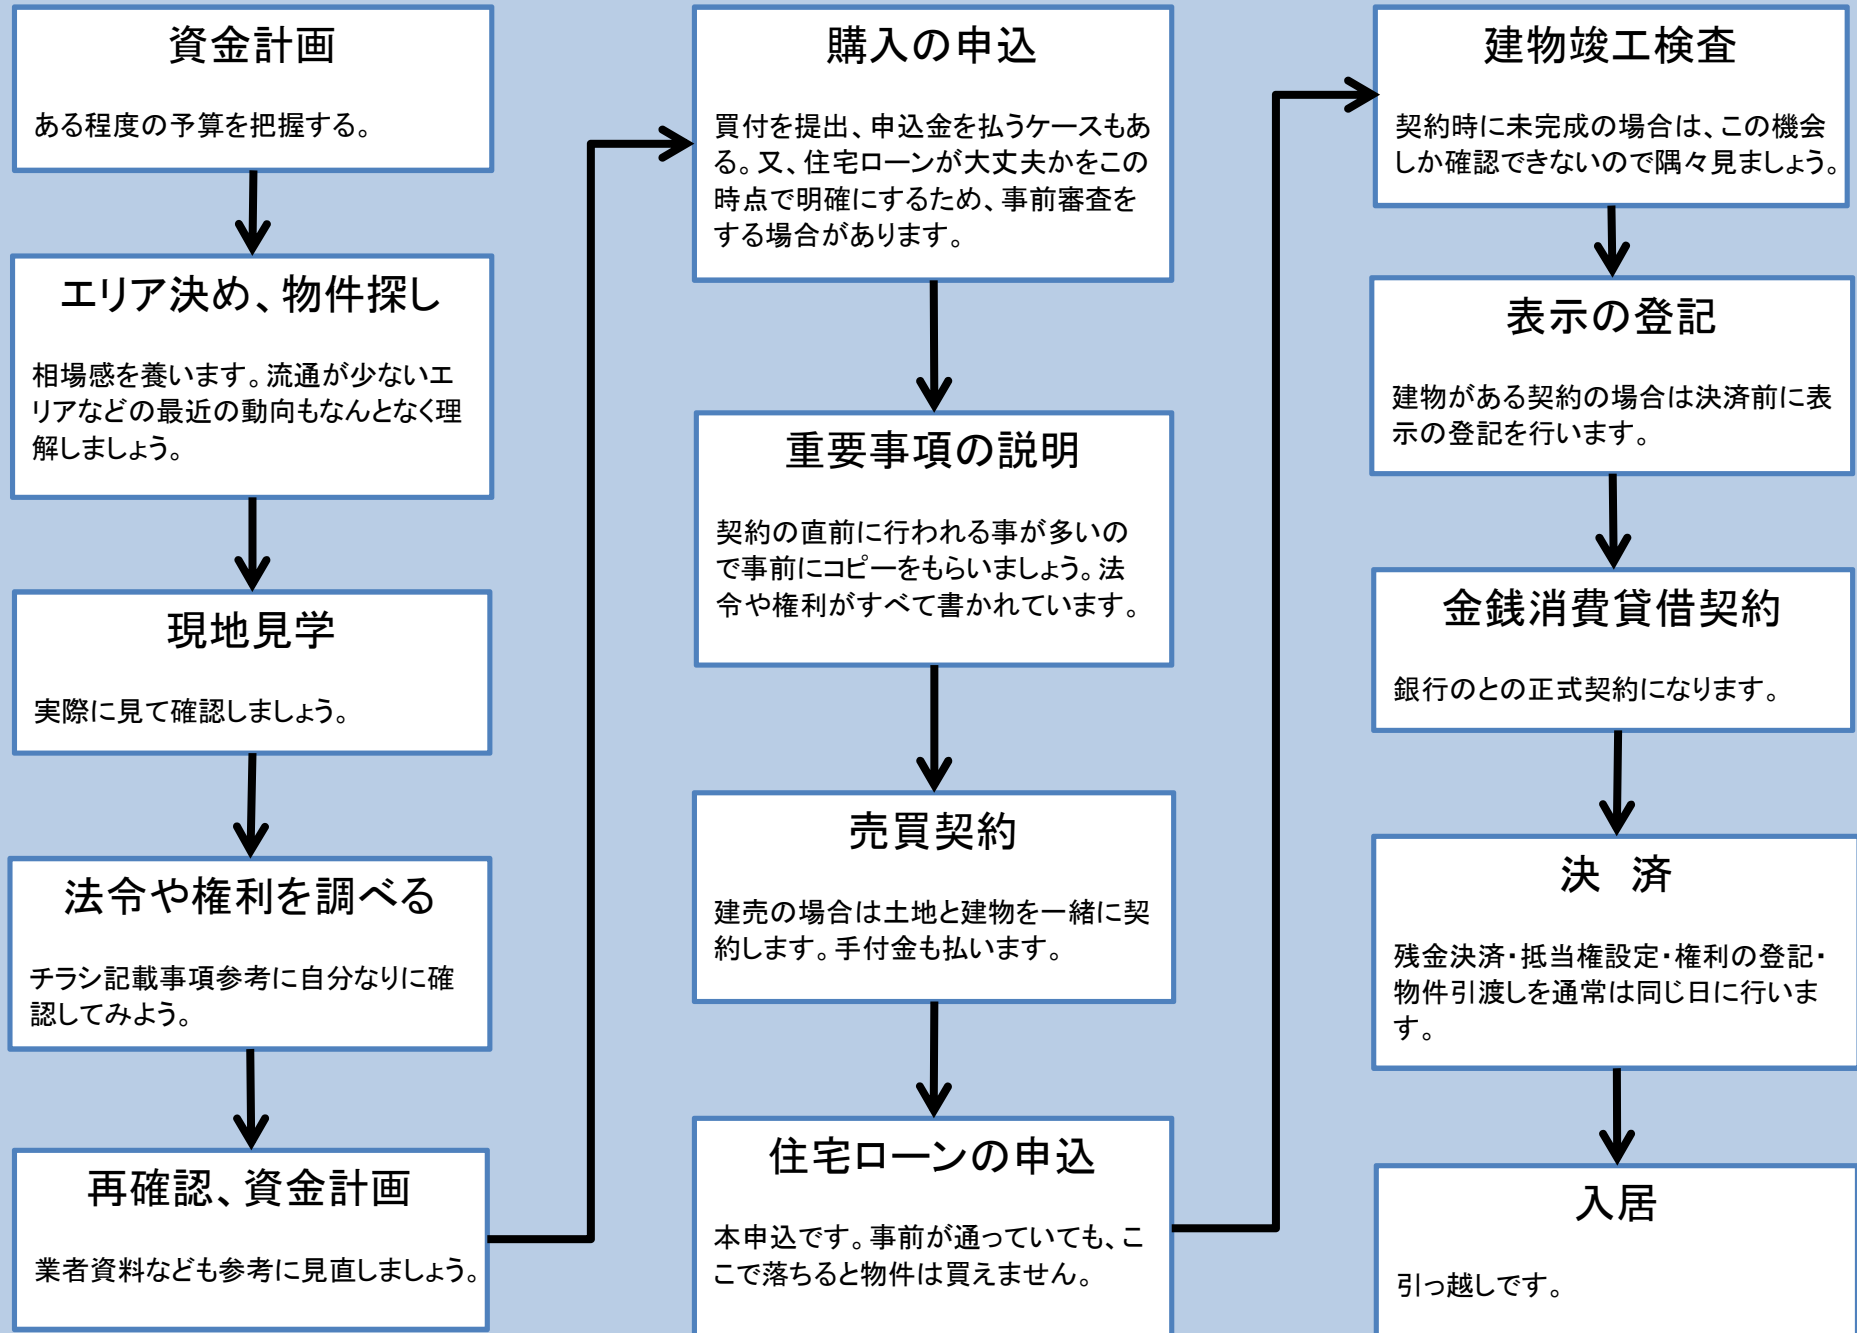 資金計画
ある程度の予算を把握する。
エリア決め、物件探し
相場感を養います。流通が少ないエ
リアなどの最近の動向もなんとなく理
解しましょう。
現地見学
実際に見て確認しましょう。
法令や権利を調べる
チラシ記載事項参考に自分なりに確
認してみよう。
再確認、資金計画
業者資料なども参考に見直しましょう。
購入の申込
買付を提出、申込金を払うケースもあ
る。又、住宅ローンが大丈夫かをこの
時点で明確にするため、事前審査を
する場合があります。
重要事項の説明
契約の直前に行われる事が多いの
で事前にコピーをもらいましょう。法
令や権利がすべて書かれています。
売買契約
建売の場合は土地と建物を一緒に契
約します。手付金も払います。
住宅ローンの申込
本申込です。事前が通っていても、こ
こで落ちると物件は買えません。
建物竣工検査
契約時に未完成の場合は、この機会
しか確認できないので隅々見ましょう。
表示の登記
建物がある契約の場合は決済前に表
示の登記を行います。
金銭消費貸借契約
銀行のとの正式契約になります。
決　済
残金決済・抵当権設定・権利の登記・
物件引渡しを通常は同じ日に行いま
す。
入居
引っ越しです。